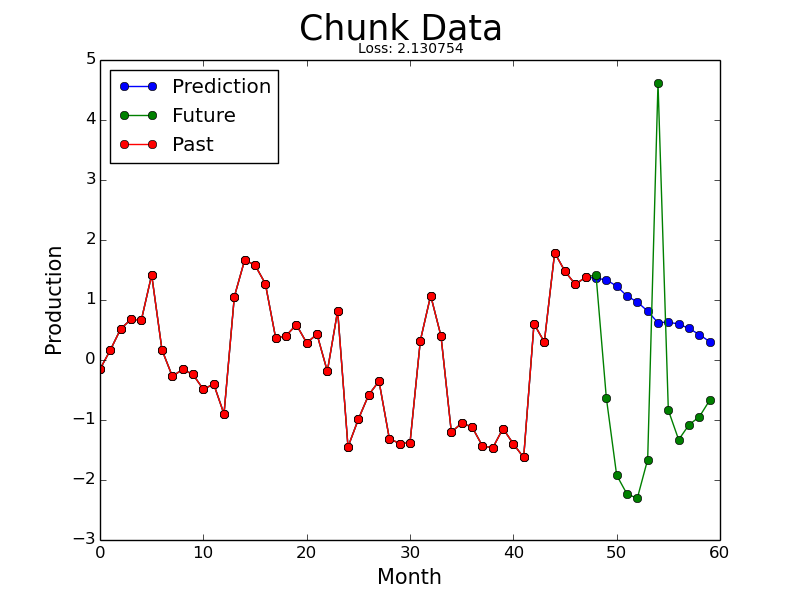 Chunk Data
Loss: 2.130754
Prediction
Future
Past
Production
5
4
3
2
1
0
−1
−2
−3
0 10 20 30 40 50 60
Month